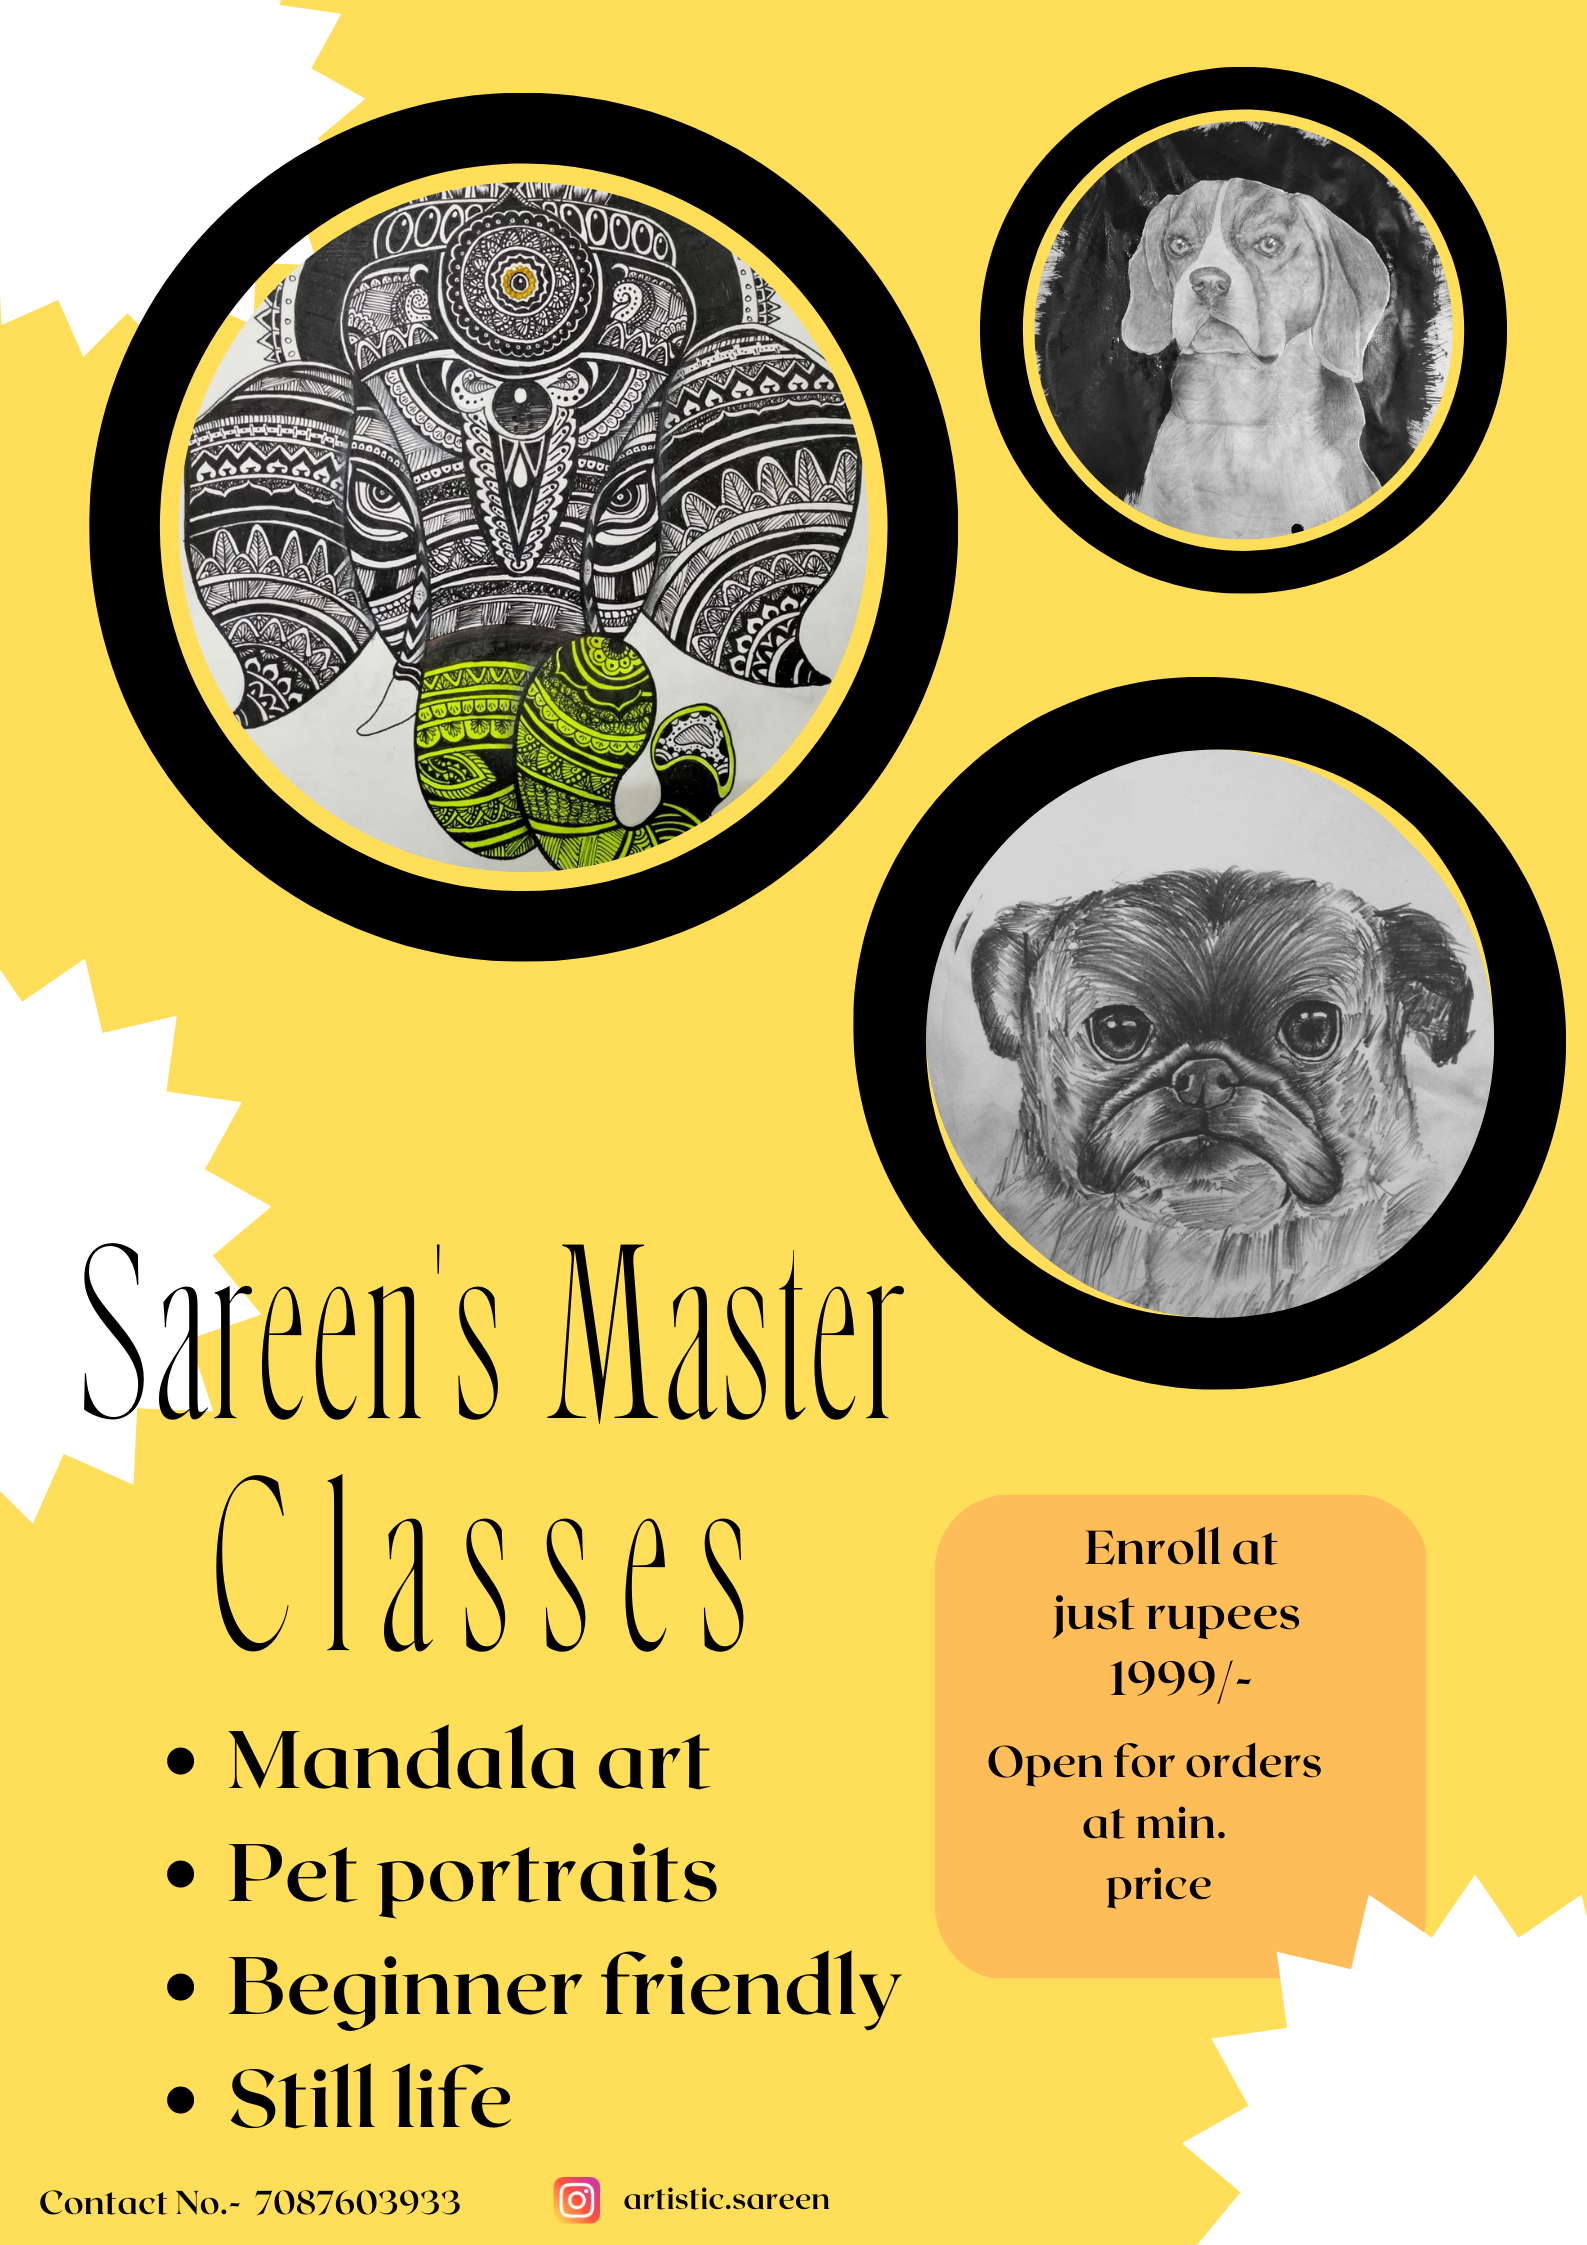 Sareen's Master
Classes
• Mandala art
• Pet portraits
• Beginner friendly
• Still life
Enroll at
just rupees
1999/-
Open for orders
at min.
price
Contact No.- 7087603933
artistic.sareen